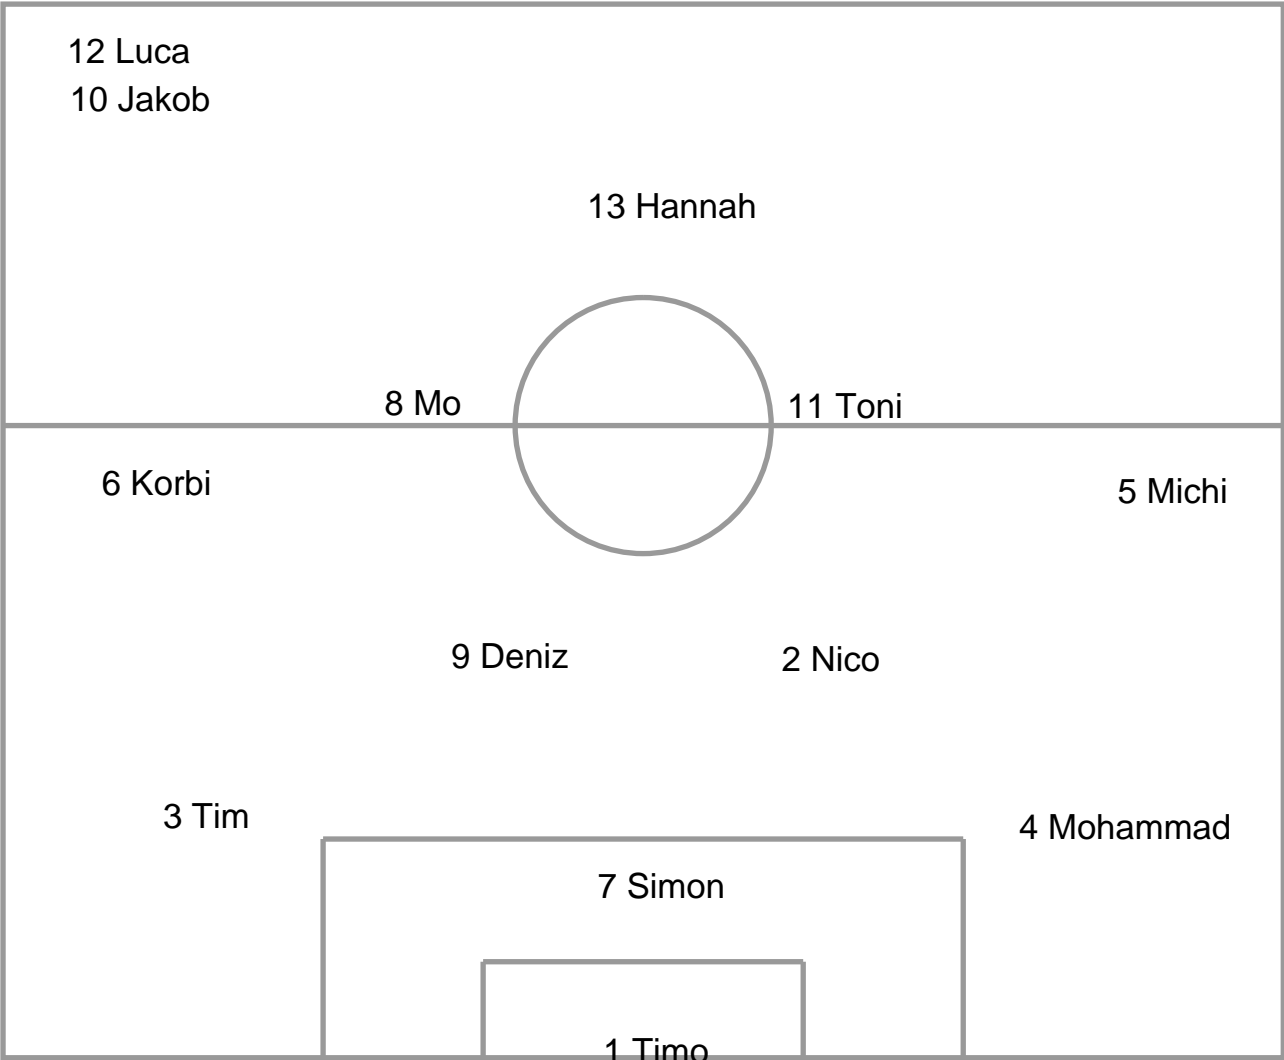 12 Luca
10 Jakob
13 Hannah
8 Mo
11 Toni
6 Korbi
5 Michi
9 Deniz
2 Nico
3 Tim
4 Mohammad
7 Simon
1 Timo